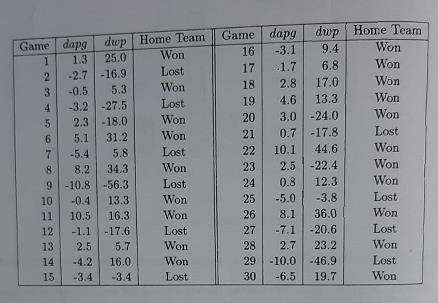 Game dapg dwp Home Team Game dapg dwp Home Team
1 1.3 25.0 Won 16 -3.1 9.4 Won
2 -2.7 -16.9 Lost 17 .1.7 6.8 Won
3 -0.5 5.3 Won 18 2.8 17.0 Won
4 -3.2 -27.5 Lost 19 4.6 13.3 Won
5 2.3 -18.0 Won 20 3.0 -24.0 Won
6 5.1 31.2 Won 21 0.7 -17.8 Lost
7 -5.4 5.8 Lost 22 10.1 44.6 Won
8 8.2 34.3 Won 23 2.5 -22.4 Won
9 -10.8 -56.3 Lost 24 0.8 12.3 Won
10 -0.4 13.3 Won 25 -5.0 -3.8 Lost
11 10.5 16.3 Won 26 8.1 36.0 Won
12 -1.1 -17.6 Lost 27 -7.1 -20.6 Lost
13 2.5 5.7 Won 28 2.7 23.2 Won
14 -4.2 16.0 Won 29 -10.0 -46.9 Lost
15 -3.4 -3.4 Lost 30 -6.5 19.7 Won